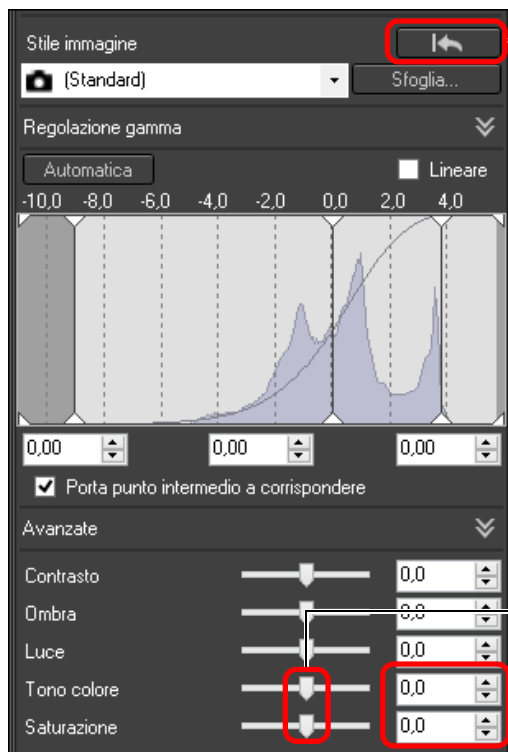 Stile immagine
(Standard)
Sfoglia...
Regolazione gamma
Automatica
Lineare
-10,0 -8,0 -6,0 -4,0 -2,0 0,0 2,0 4,0
0,00 0,00 0,00
Porta punto intermedio a corrispondere
Avanzate
Contrasto 0,0
Ombra 0,0
Luce 0,0
Tono colore 0,0
Saturazione 0,0